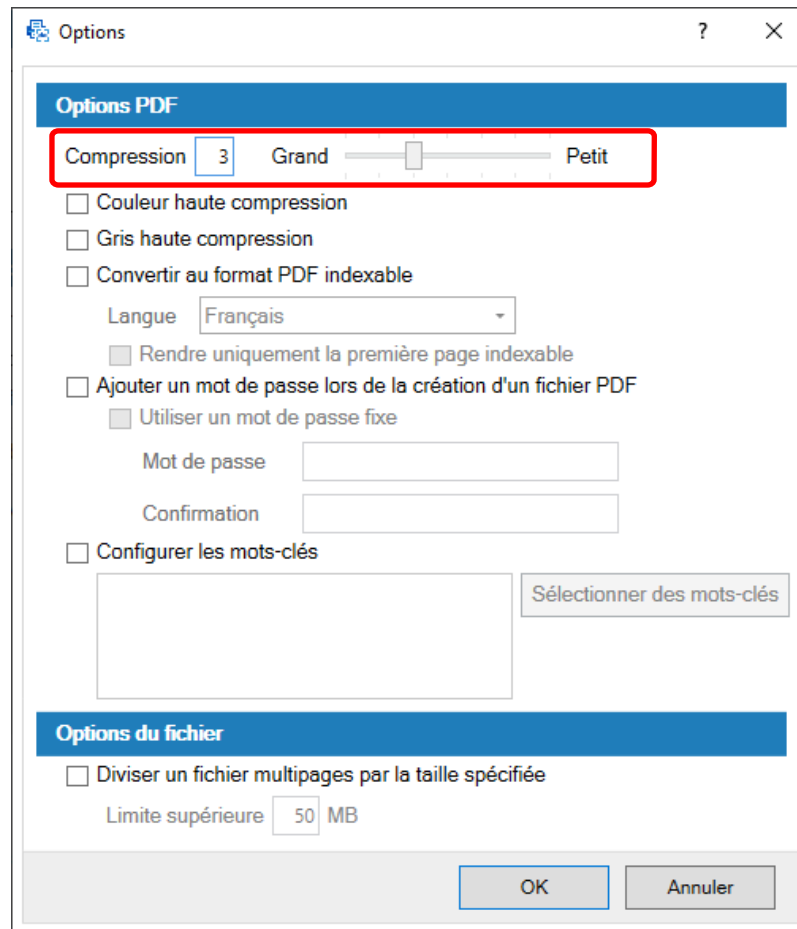 Options ?
Options PDF
Compression 3 Grand Petit
Couleur haute compression
Gris haute compression
Convertir au format PDF indexable
Langue Français
Rendre uniquement la première page indexable
Ajouter un mot de passe lors de la création d'un fichier PDF
Utiliser un mot de passe fixe
Mot de passe
Confirmation
Configurer les mots-clés
Sélectionner des mots-clés
Options du fichier
Diviser un fichier multipages par la taille spécifiée
Limite supérieure 50 MB
OK Annuler